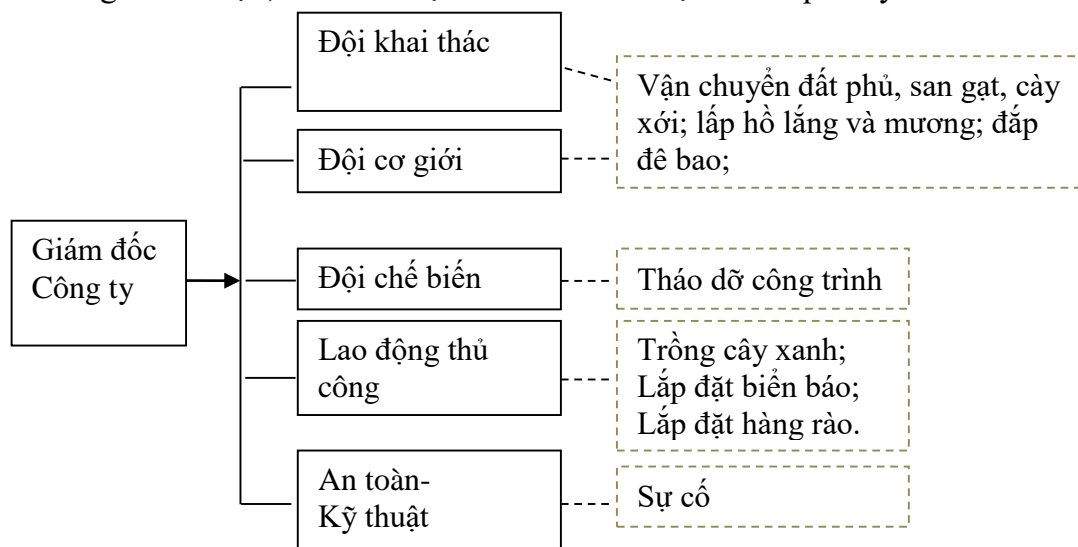 Đội khai thác
Vận chuyển đất phủ, san gạt, cày
xới; lấp hồ lắng và mương; đắp
đê bao;
Đội cơ giới
Giám đốc
Công ty
Đội chế biến
Tháo dỡ công trình
Lao động thủ
công
Trồng cây xanh;
Lắp đặt biển báo;
Lắp đặt hàng rào.
An toàn-
Kỹ thuật
Sự cố